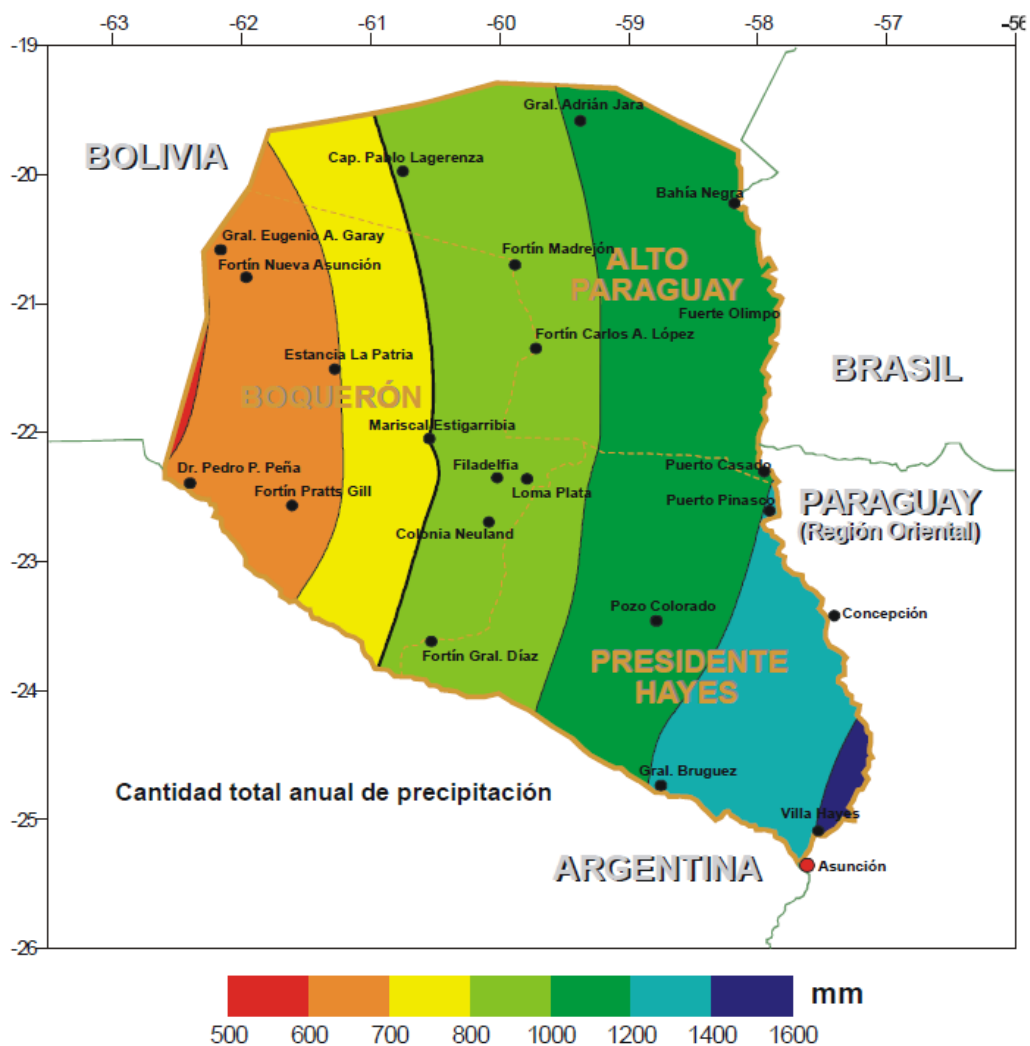 -63 -62 -61 -60 -59 -58 -57 -56
-19
Gral. Adrián Jara
BOLIVIA
Cap. Pablo Lagerenza
-20
Bahía Negra
Gral. Eugenio A. Garay
Fortín Madrejón
Fortín Nueva Asunción
ALTO
PARAGUAY
-21
Fuerte Olimpo
Fortín Carlos A. López
Estancia La Patria
BRASIL
BOQUERÓN
Mariscal Estigarribia
-22
Dr. Pedro P. Peña
Filadelfia
Puerto Casado
Fortín Pratts Gill
Loma Plata
Puerto Pinasco
PARAGUAY
(Región Oriental)
Colonia Neuland
-23
Pozo Colorado
Concepción
Fortín Gral. Díaz
PRESIDENTE
HAYES
-24
Gral. Bruguez
Cantidad total anual de precipitación
Villa Hayes
-25
ARGENTINA
Asunción
-26
mm
500 600 700 800 1000 1200 1400 1600